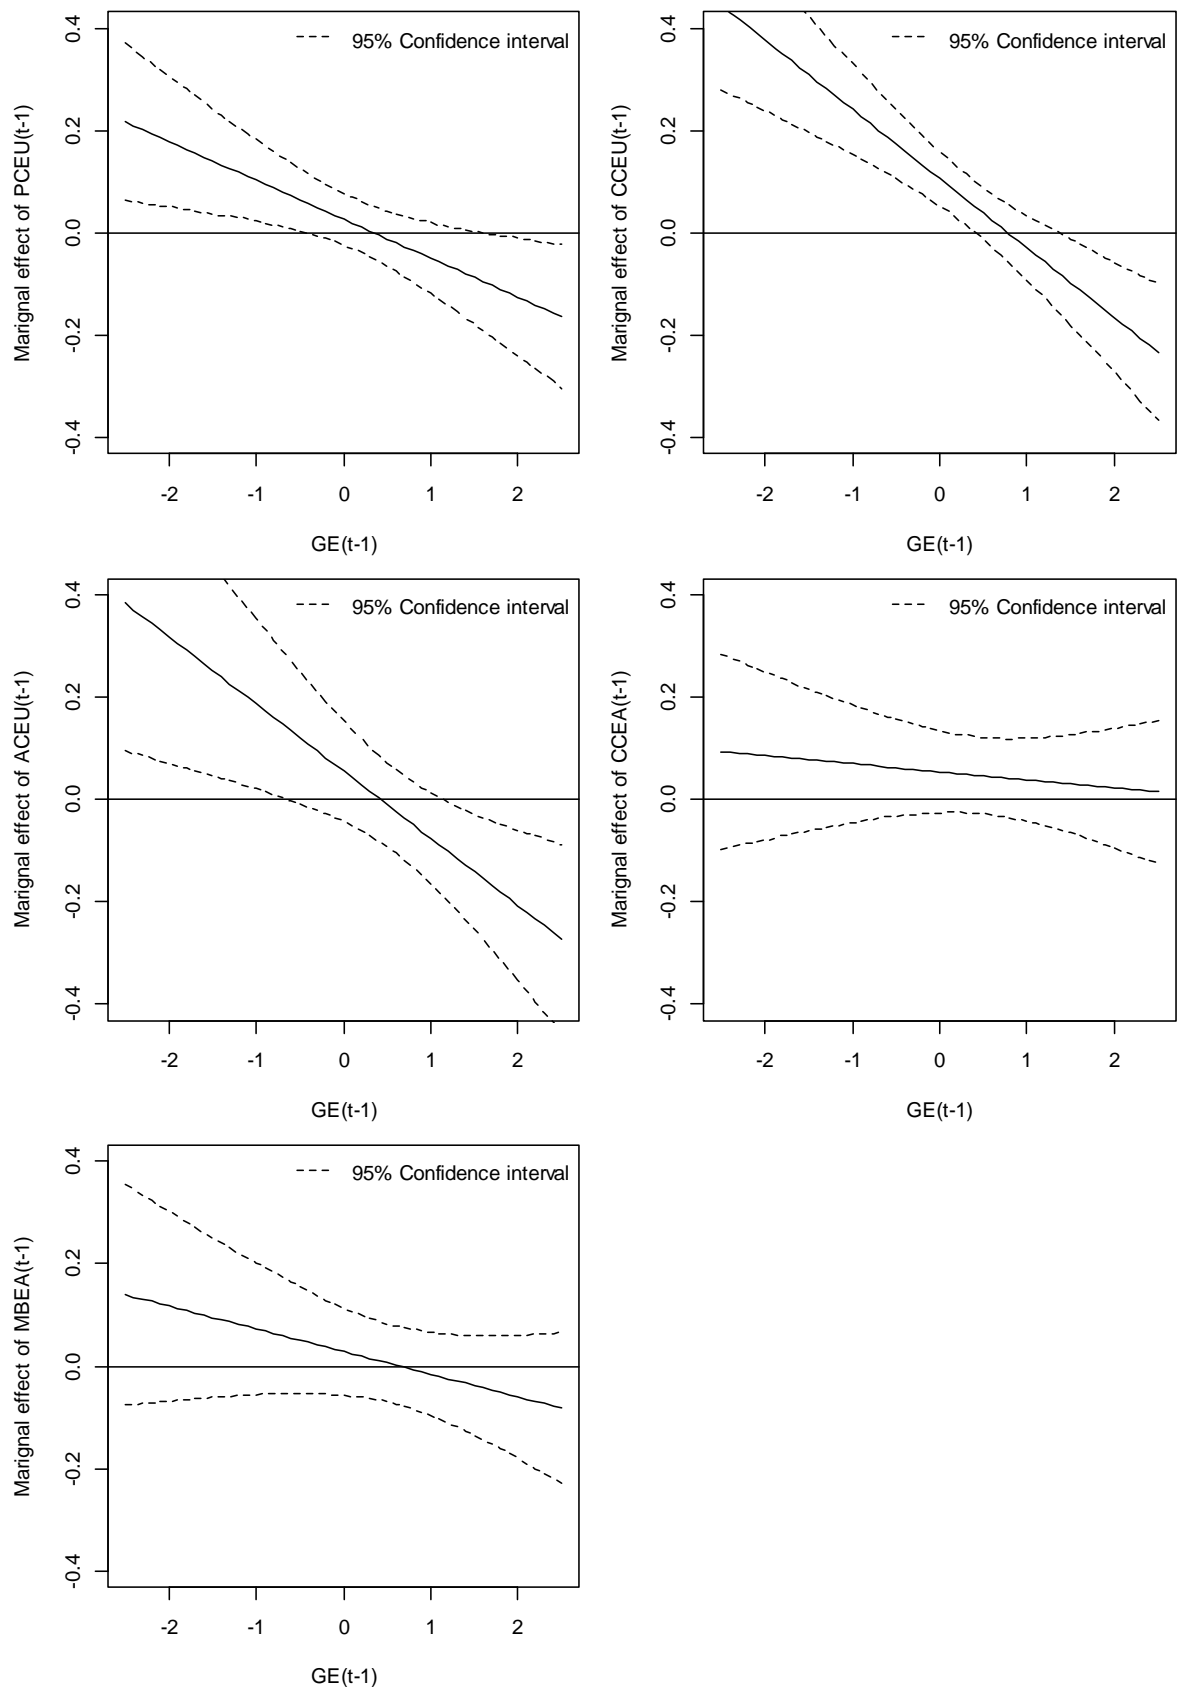 95% Confidence interval
Marignal effect of PCEU(t-1)
0.4
0.2
0.0
-0.2
-0.4
-2 -1 0 1 2
GE(t-1)
95% Confidence interval
Marignal effect of CCEU(t-1)
0.4
0.2
0.0
-0.2
-0.4
-2 -1 0 1 2
GE(t-1)
95% Confidence interval
Marignal effect of ACEU(t-1)
0.4
0.2
0.0
-0.2
-0.4
-2 -1 0 1 2
GE(t-1)
95% Confidence interval
Marignal effect of CCEA(t-1)
0.4
0.2
0.0
-0.2
-0.4
-2 -1 0 1 2
GE(t-1)
95% Confidence interval
Marignal effect of MBEA(t-1)
0.4
0.2
0.0
-0.2
-0.4
-2 -1 0 1 2
GE(t-1)